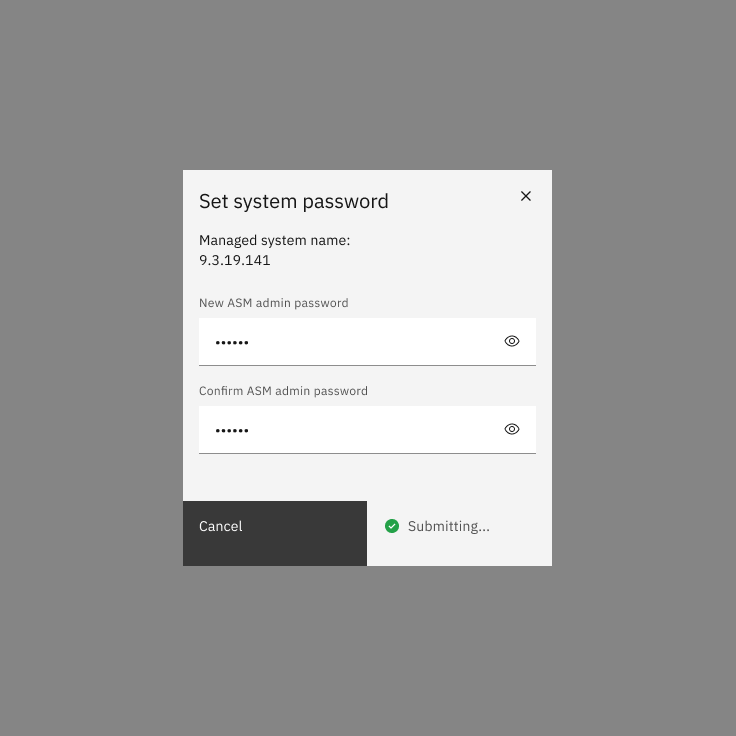 Set system password
Managed system name:
9.3.19.141
New ASM admin password
••••••
Confirm ASM admin password
••••••
Cancel
Submitting...